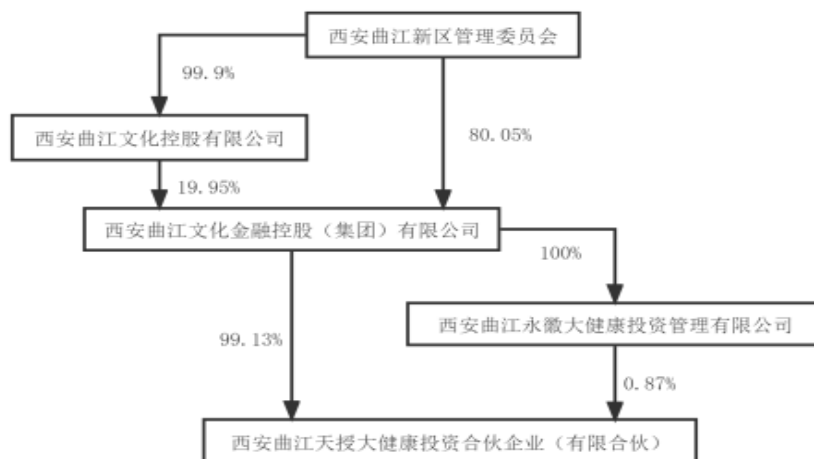 西安曲江新区管理委员会
99.9%
西安曲江文化控股有限公司
80.05%
19.95%
西安曲江文化金融控股（集团）有限公司
100%
西安曲江永徽大健康投资管理有限公司
99.13%
0.87%
西安曲江天授大健康投资合伙企业（有限合伙）